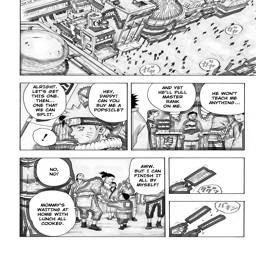 HE WON'T
TEACH ME
ANYTHING...
AND YET
HE'LL PULL
MASTER RANK
ON ME.
HEY,
DADDY!
CAN YOU
BUY ME A
POPSICLE?
ALRIGHT.
LET'S GET
THIS ONE
THEN...
ONE THAT
WE CAN
SPLIT.
!
AWW.
BUT I CAN
FINISH IT
ALL BY
MYSELF!
NO,
NO!
MOMMY'S
WAITING AT
HOME WITH
LUNCH ALL
COOKED.